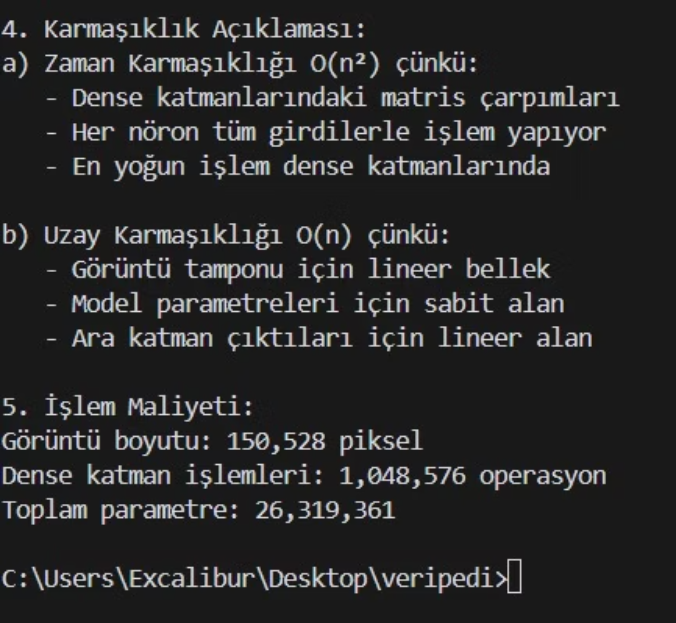 4. Karmaşıklık Açıklaması:
a) Zaman Karmaşıklığı O(n²) çünkü:
- Dense katmanlarındaki matris çarpımları
- Her nöron tüm girdilerle işlem yapıyor
- En yoğun işlem dense katmanlarında
b) Uzay Karmaşıklığı O(n) çünkü:
- Görüntü tamponu için lineer bellek
- Model parametreleri için sabit alan
- Ara katman çıktıları için lineer alan
5. İşlem Maliyeti:
Görüntü boyutu: 150,528 piksel
Dense katman işlemleri: 1,048,576 operasyon
Toplam parametre: 26,319,361
C:\Users\Excalibur\Desktop\veripedi>